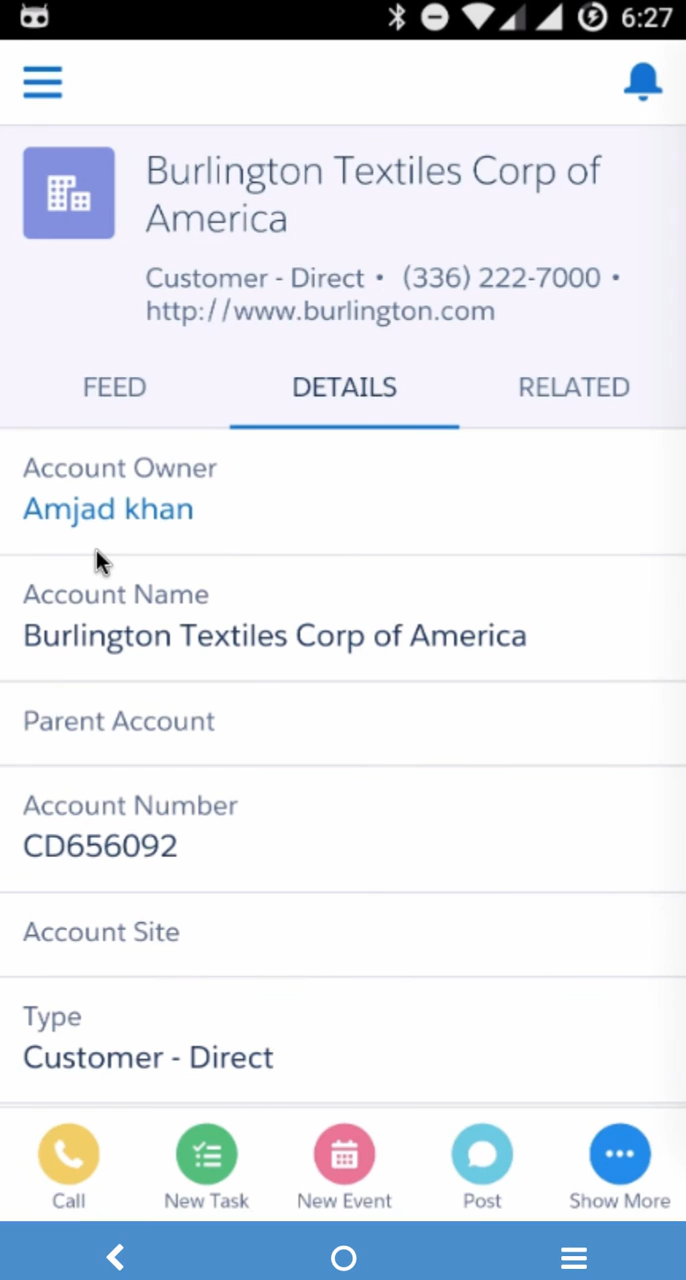 6:27
Burlington Textiles Corp of
America
Customer - Direct • (336) 222-7000 •
http://www.burlington.com
FEED DETAILS RELATED
Account Owner
Amjad khan
Account Name
Burlington Textiles Corp of America
Parent Account
Account Number
CD656092
Account Site
Type
Customer - Direct
Call New Task New Event Post Show More